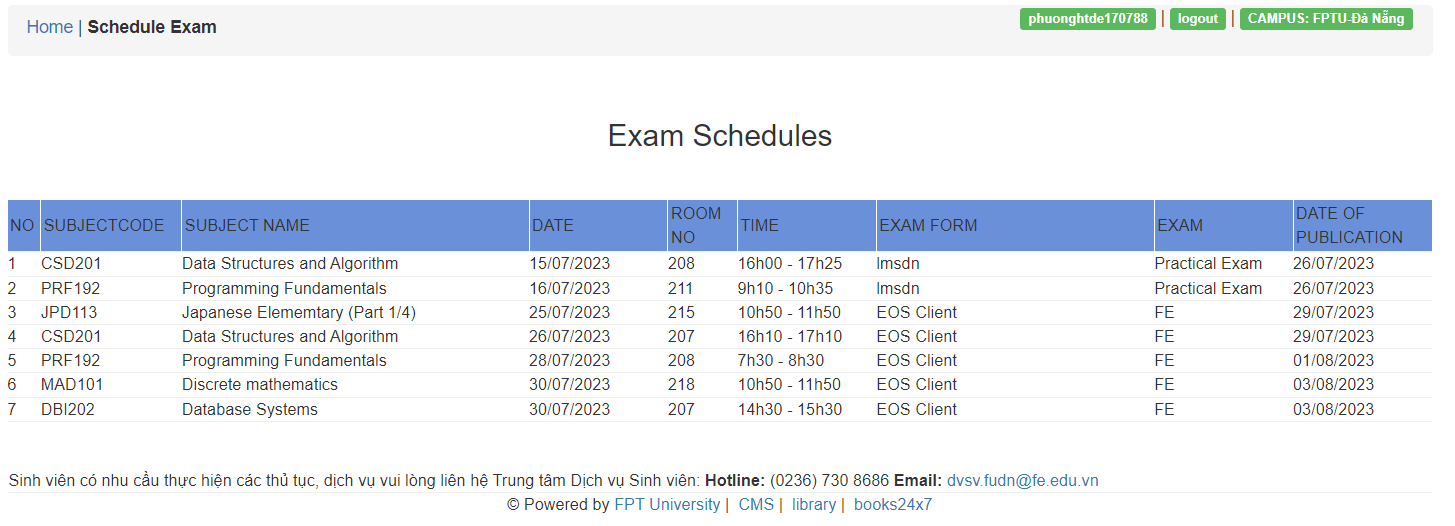 Home | Schedule Exam
phuonghtde170788 | logout | CAMPUS: FPTU-Đà Nẵng
Exam Schedules
NO SUBJECTCODE SUBJECT NAME DATE ROOM NO TIME EXAM FORM EXAM DATE OF PUBLICATION
1 CSD201 Data Structures and Algorithm 15/07/2023 208 16h00 - 17h25 lmsdn Practical Exam 26/07/2023
2 PRF192 Programming Fundamentals 16/07/2023 211 9h10 - 10h35 lmsdn Practical Exam 26/07/2023
3 JPD113 Japanese Elememtary (Part 1/4) 25/07/2023 215 10h50 - 11h50 EOS Client FE 29/07/2023
4 CSD201 Data Structures and Algorithm 26/07/2023 207 16h10 - 17h10 EOS Client FE 29/07/2023
5 PRF192 Programming Fundamentals 28/07/2023 208 7h30 - 8h30 EOS Client FE 01/08/2023
6 MAD101 Discrete mathematics 30/07/2023 218 10h50 - 11h50 EOS Client FE 03/08/2023
7 DBI202 Database Systems 30/07/2023 207 14h30 - 15h30 EOS Client FE 03/08/2023
Sinh viên có nhu cầu thực hiện các thủ tục, dịch vụ vui lòng liên hệ Trung tâm Dịch vụ Sinh viên: Hotline: (0236) 730 8686 Email: dvsv.fudn@fe.edu.vn
© Powered by FPT University | CMS | library | books24x7